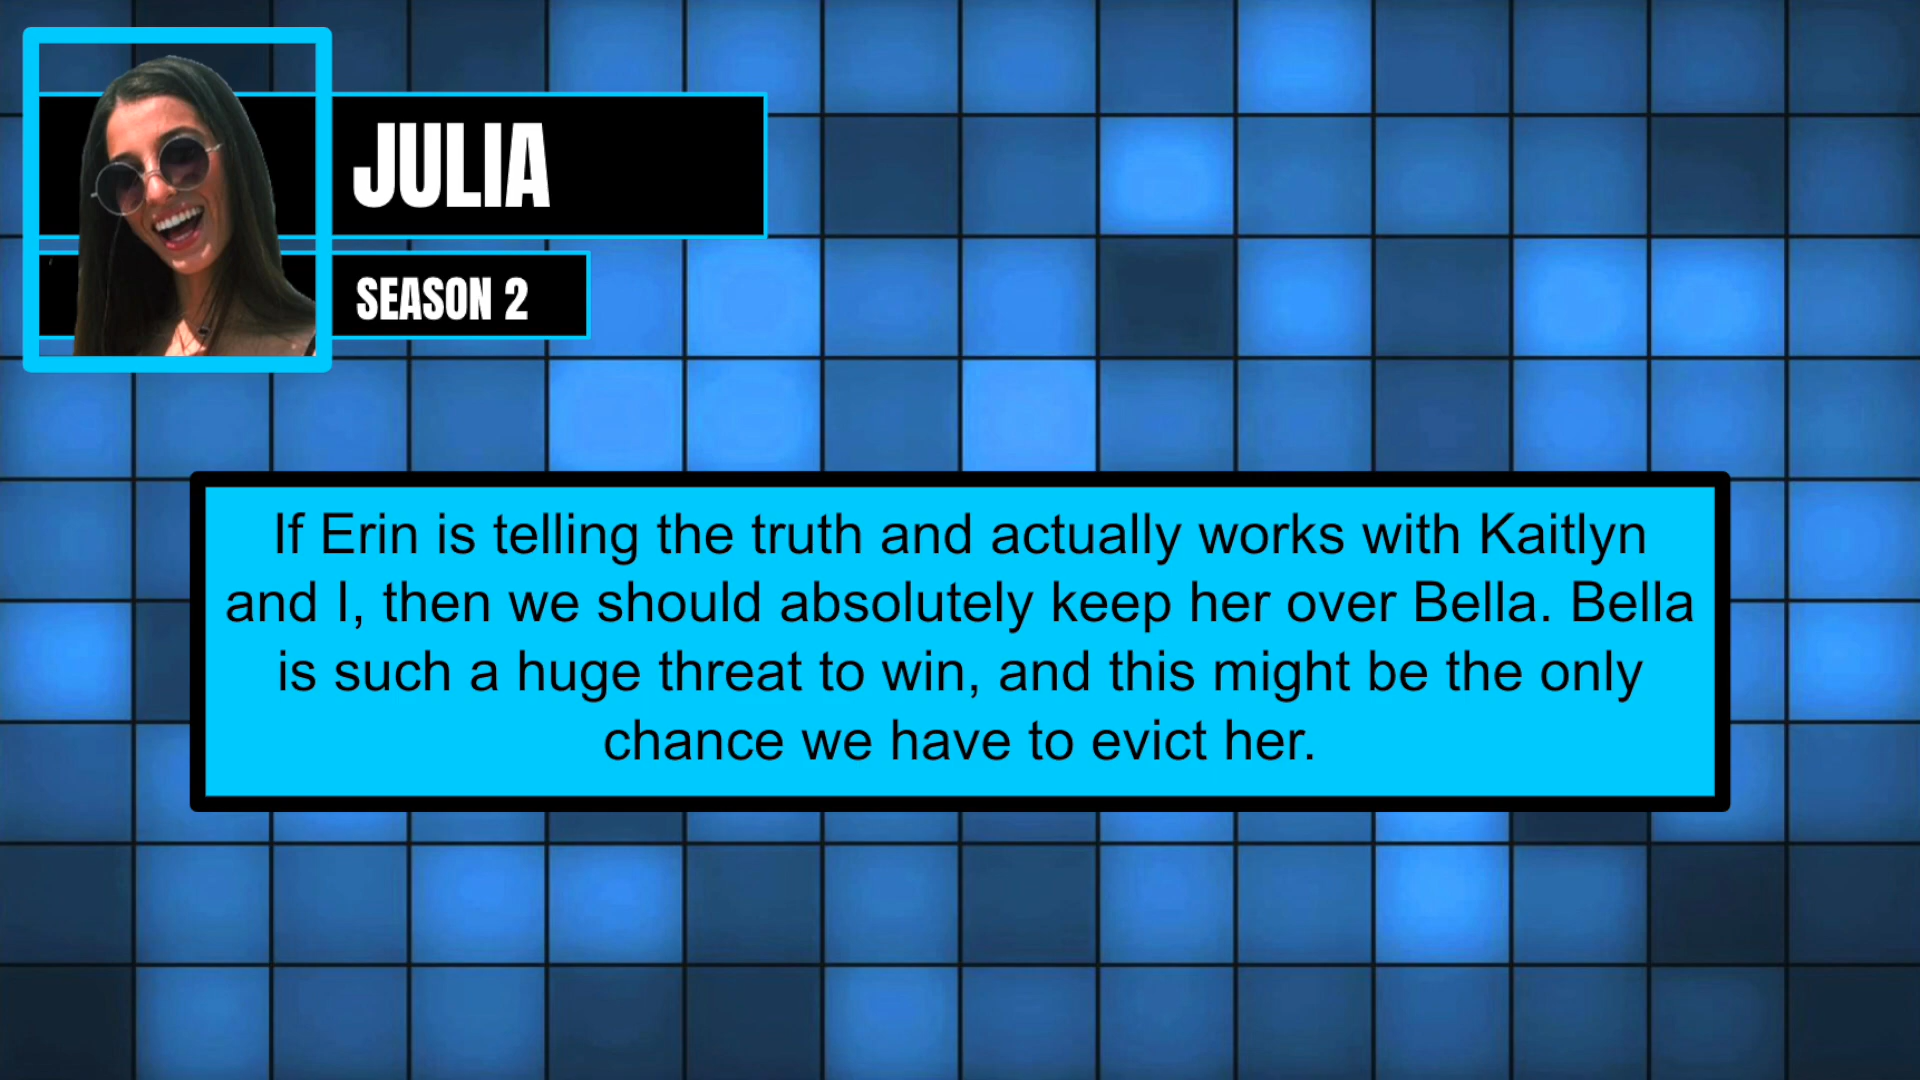 JULIA
SEASON 2
If Erin is telling the truth and actually works with Kaitlyn
and I, then we should absolutely keep her over Bella. Bella
is such a huge threat to win, and this might be the only
chance we have to evict her.